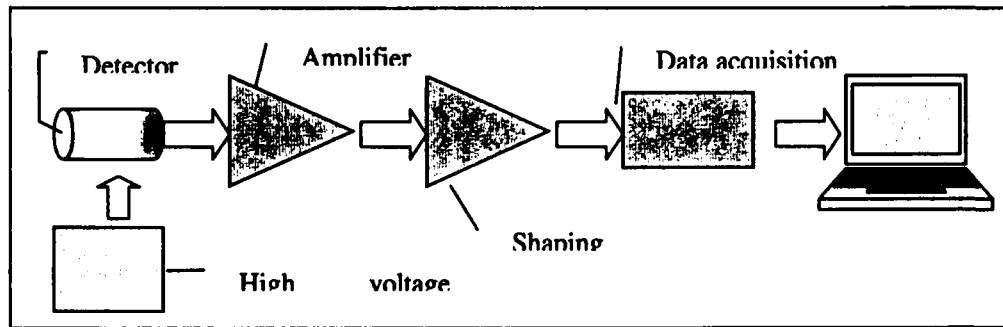 Detector
Amplifier
Data acquisition
Shaping
High voltage